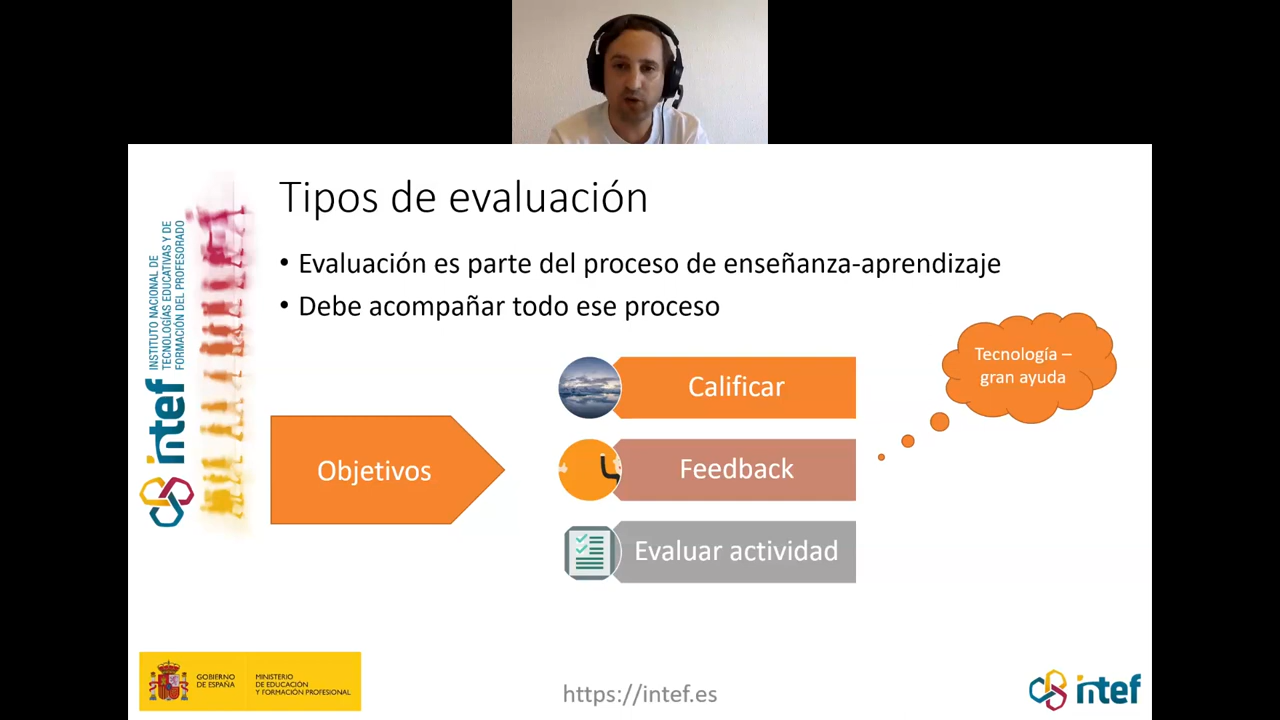 Tipos de evaluación
• Evaluación es parte del proceso de enseñanza-aprendizaje
• Debe acompañar todo ese proceso
INSTITUTO NACIONAL DE
TECNOLOGÍAS EDUCATIVAS Y DE
FORMACIÓN DEL PROFESORADO
intef
Objetivos
Calificar
Feedback
Evaluar actividad
Tecnología –
gran ayuda
GOBIERNO
DE ESPAÑA
MINISTERIO
DE EDUCACIÓN
Y FORMACIÓN PROFESIONAL
https://intef.es
intef